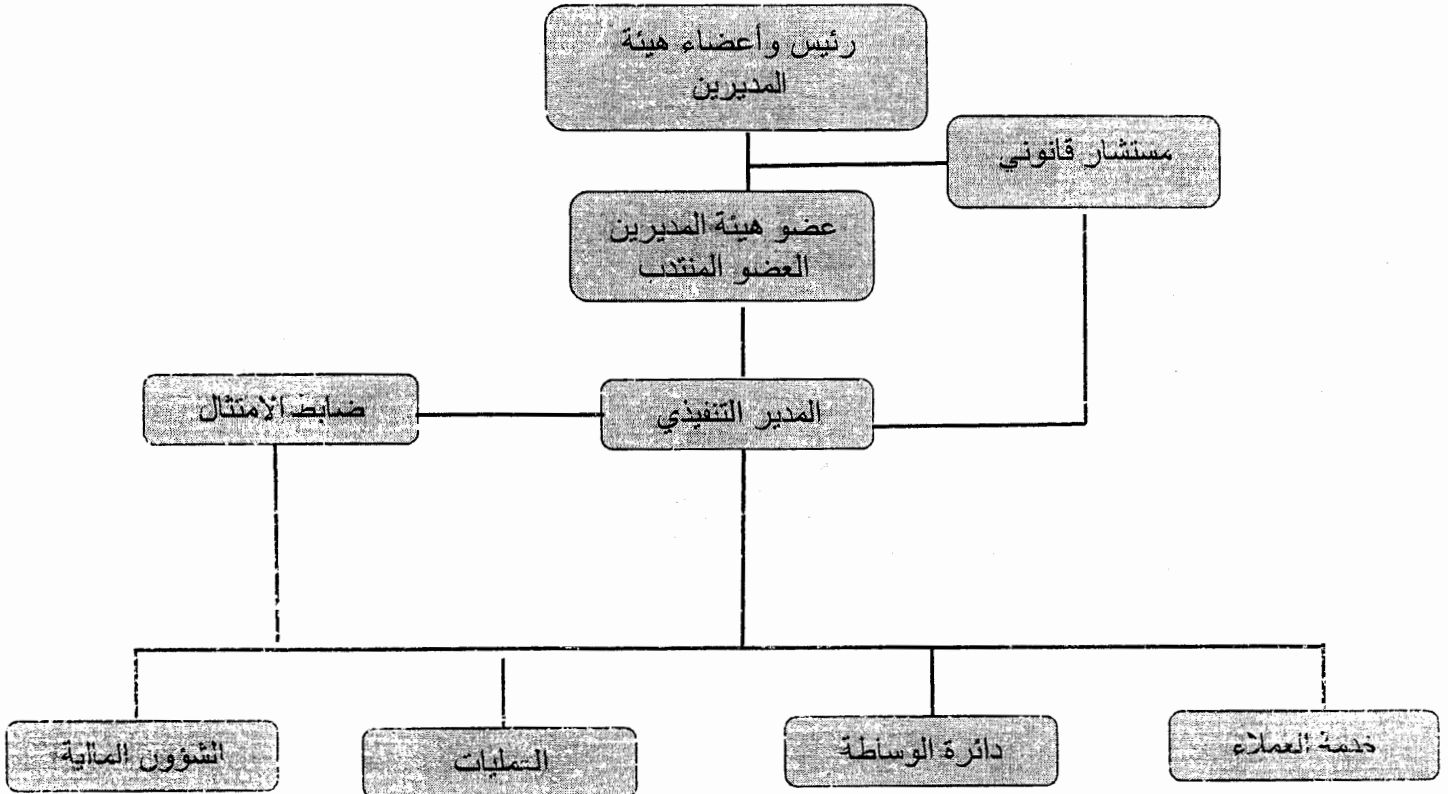 رئيس وأعضاء هيئة
المديرين
مستشار قانوني
عضو هيئة المديرين
العضو المنتدب
المدير التنفيذي
ضابط الامتثال
خدمة العملاء
دائرة الوساطة
العمليات
الشؤون المالية